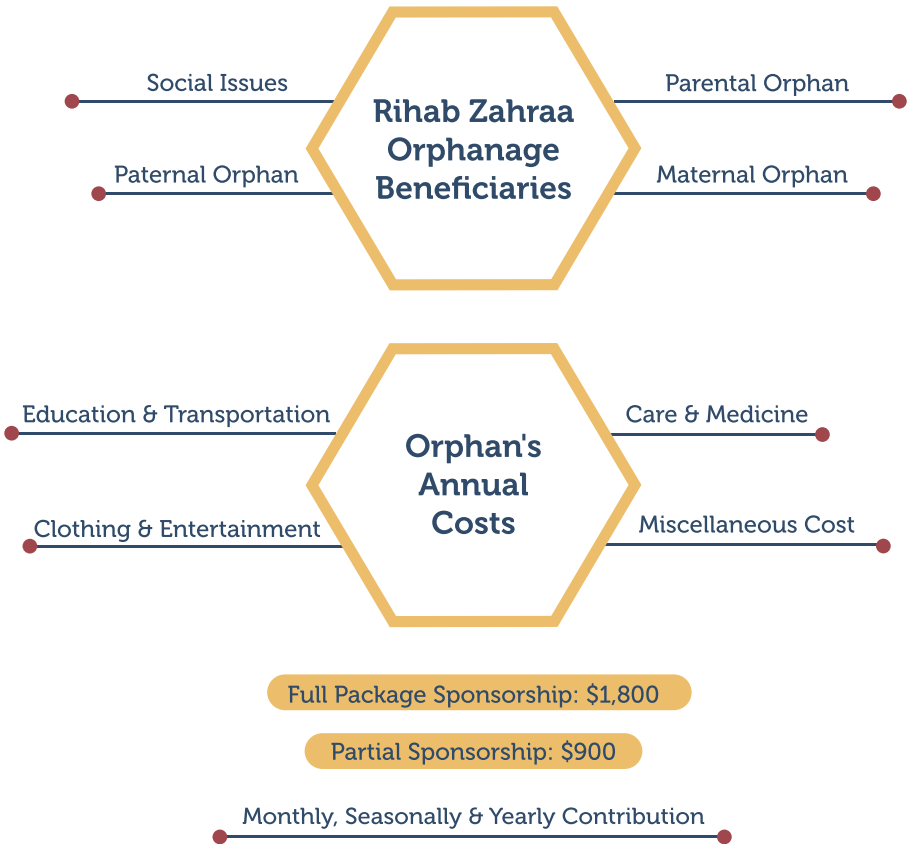 Social Issues
Parental Orphan
Rihab Zahraa
Orphanage
Beneficiaries
Paternal Orphan
Maternal Orphan
Education & Transportation
Care & Medicine
Orphan's
Annual
Costs
Clothing & Entertainment
Miscellaneous Cost
Full Package Sponsorship: $1,800
Partial Sponsorship: $900
Monthly, Seasonally & Yearly Contribution